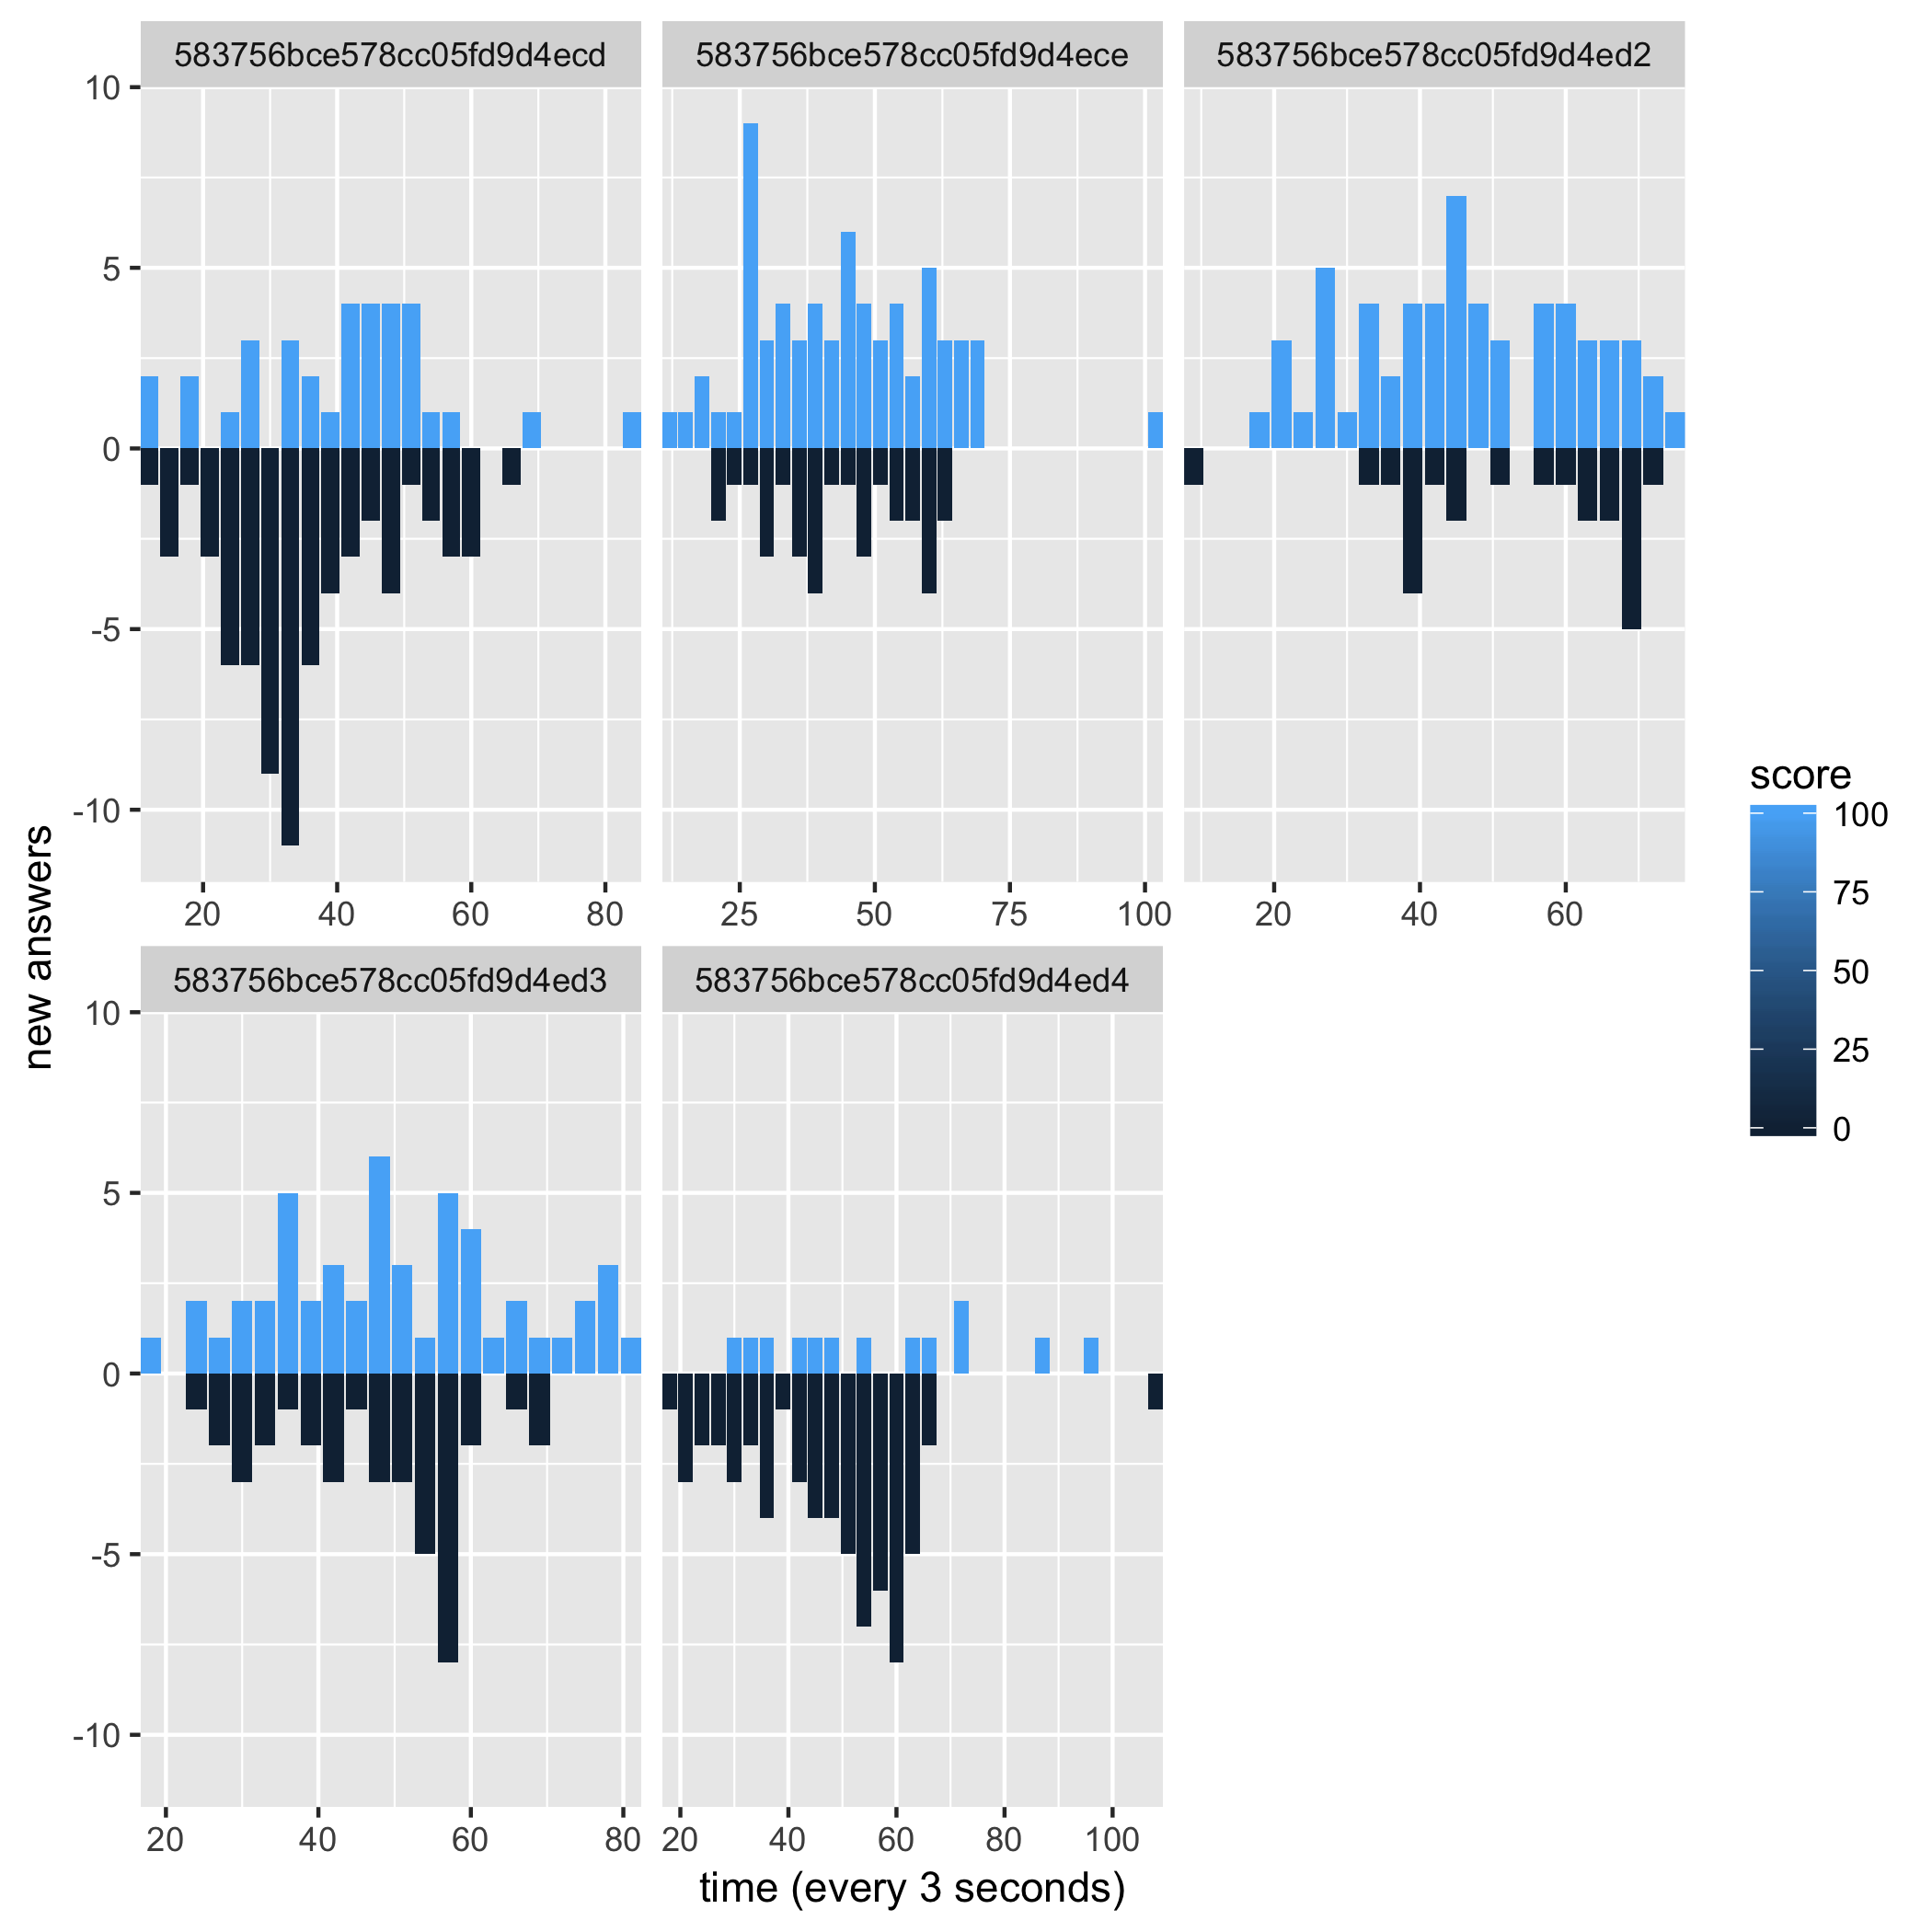 583756bce578cc05fd9d4ecd
583756bce578cc05fd9d4ece
583756bce578cc05fd9d4ed2
10
5
0
-5
-10
20 40 60 80
25 50 75 100
20 40 60
583756bce578cc05fd9d4ed3
583756bce578cc05fd9d4ed4
10
5
0
-5
-10
20 40 60 80
20 40 60 80 100
new answers
time (every 3 seconds)
score
100
75
50
25
0